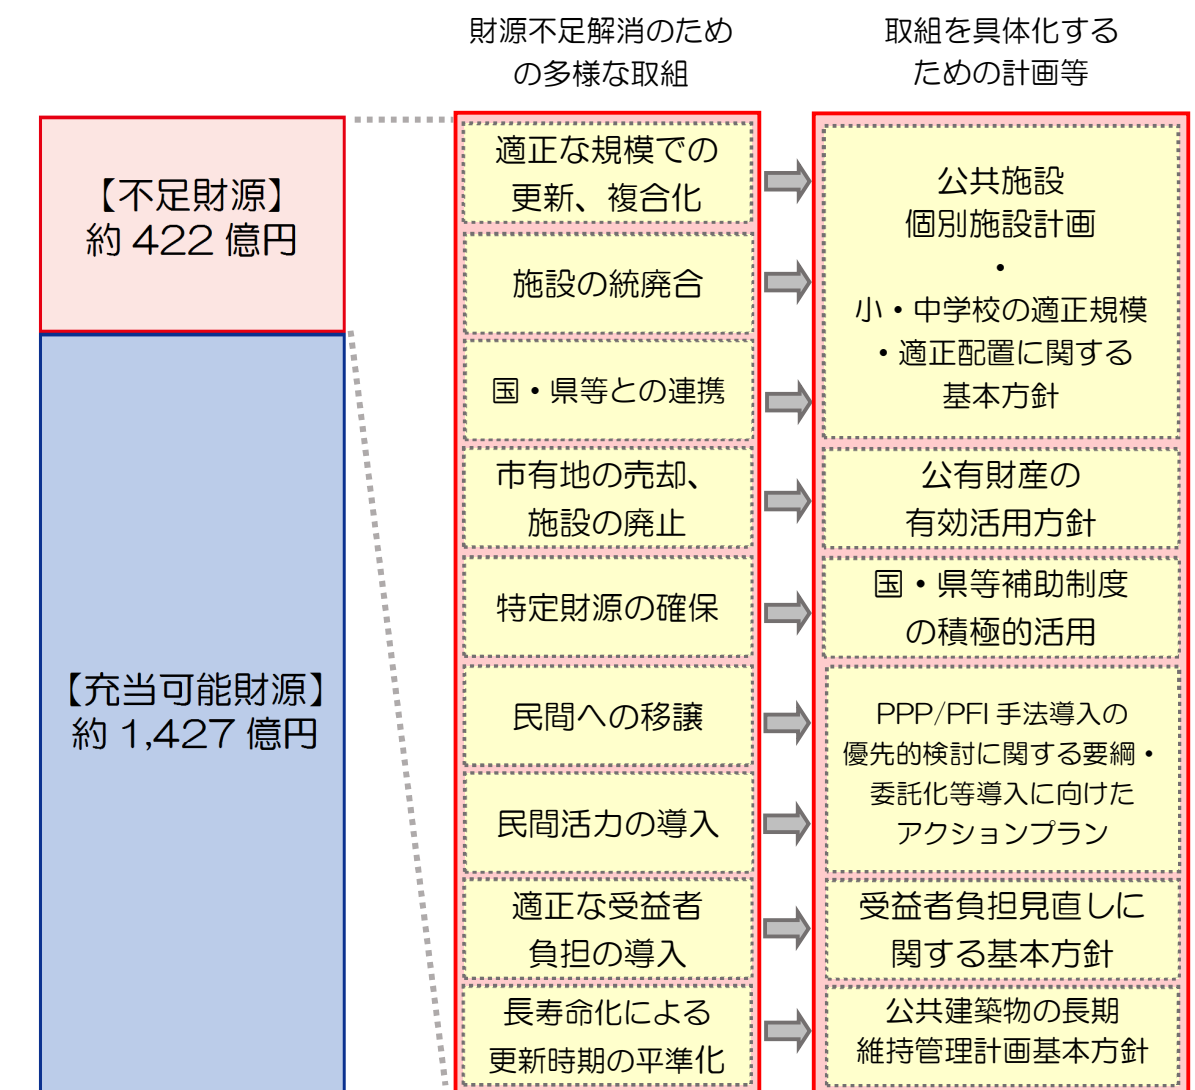 財源不足解消のため
の多様な取組
取組を具体化する
ための計画等
【不足財源】
約 422 億円
【充当可能財源】
約 1,427 億円
適正な規模での
更新、複合化
施設の統廃合
国・県等との連携
市有地の売却、
施設の廃止
特定財源の確保
民間への移譲
民間活力の導入
適正な受益者
負担の導入
長寿命化による
更新時期の平準化
公共施設
個別施設計画
・
小・中学校の適正規模
・適正配置に関する
基本方針
公有財産の
有効活用方針
国・県等補助制度
の積極的活用
PPP/PFI 手法導入の
優先的検討に関する要綱・
委託化等導入に向けた
アクションプラン
受益者負担見直しに
関する基本方針
公共建築物の長期
維持管理計画基本方針